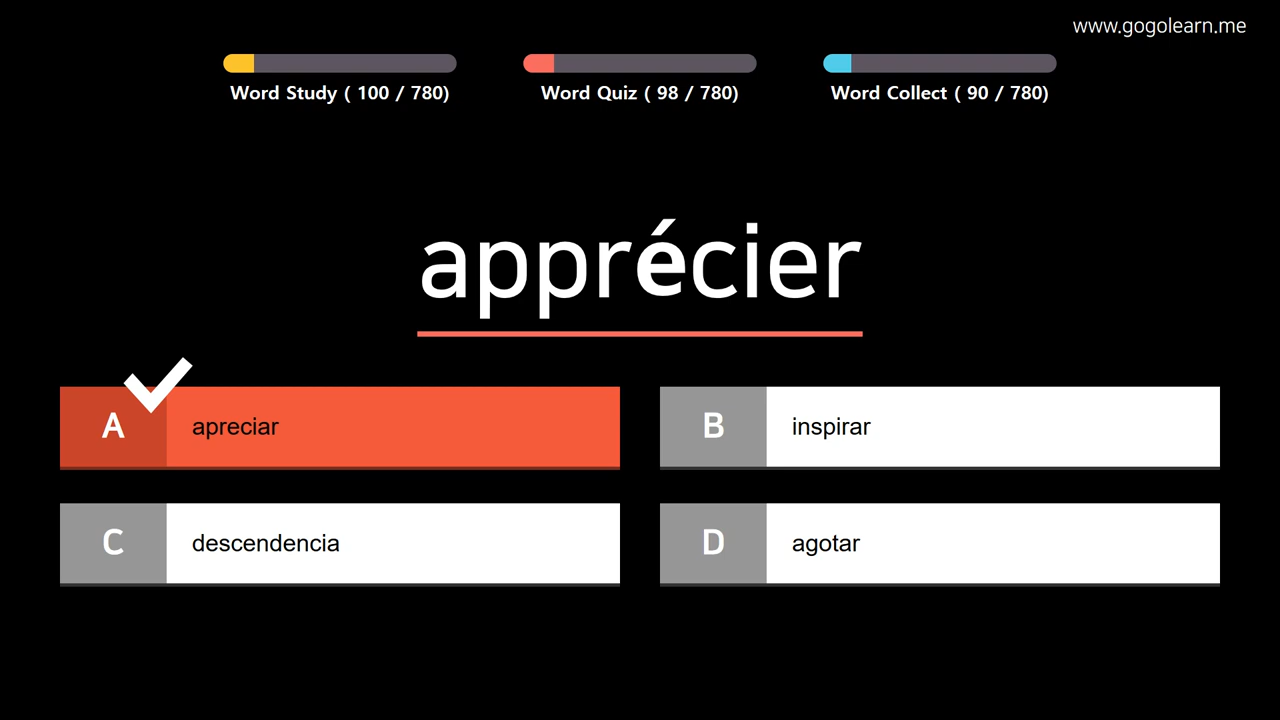 www.gogolearn.me
Word Study ( 100 / 780)
Word Quiz ( 98 / 780)
Word Collect ( 90 / 780)
apprécier
A apreciar
B inspirar
C descendencia
D agotar